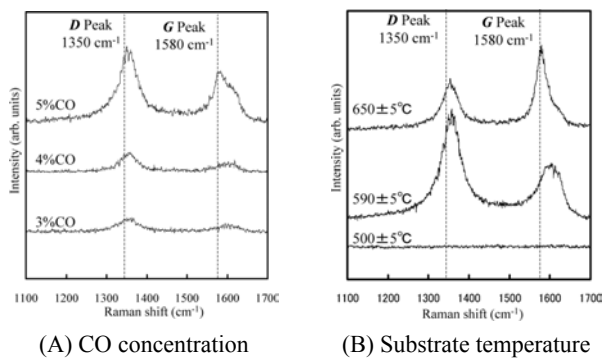 (A)
D Peak
1350 cm⁻¹
G Peak
1580 cm⁻¹
5%CO
4%CO
3%CO
Intensity (arb. units)
1100 1200 1300 1400 1500 1600 1700
Raman shift (cm⁻¹)
(A) CO concentration
(B)
D Peak
1350 cm⁻¹
G Peak
1580 cm⁻¹
650±5℃
590±5℃
500±5℃
Intensity (arb. units)
1100 1200 1300 1400 1500 1600 1700
Raman shift (cm⁻¹)
(B) Substrate temperature